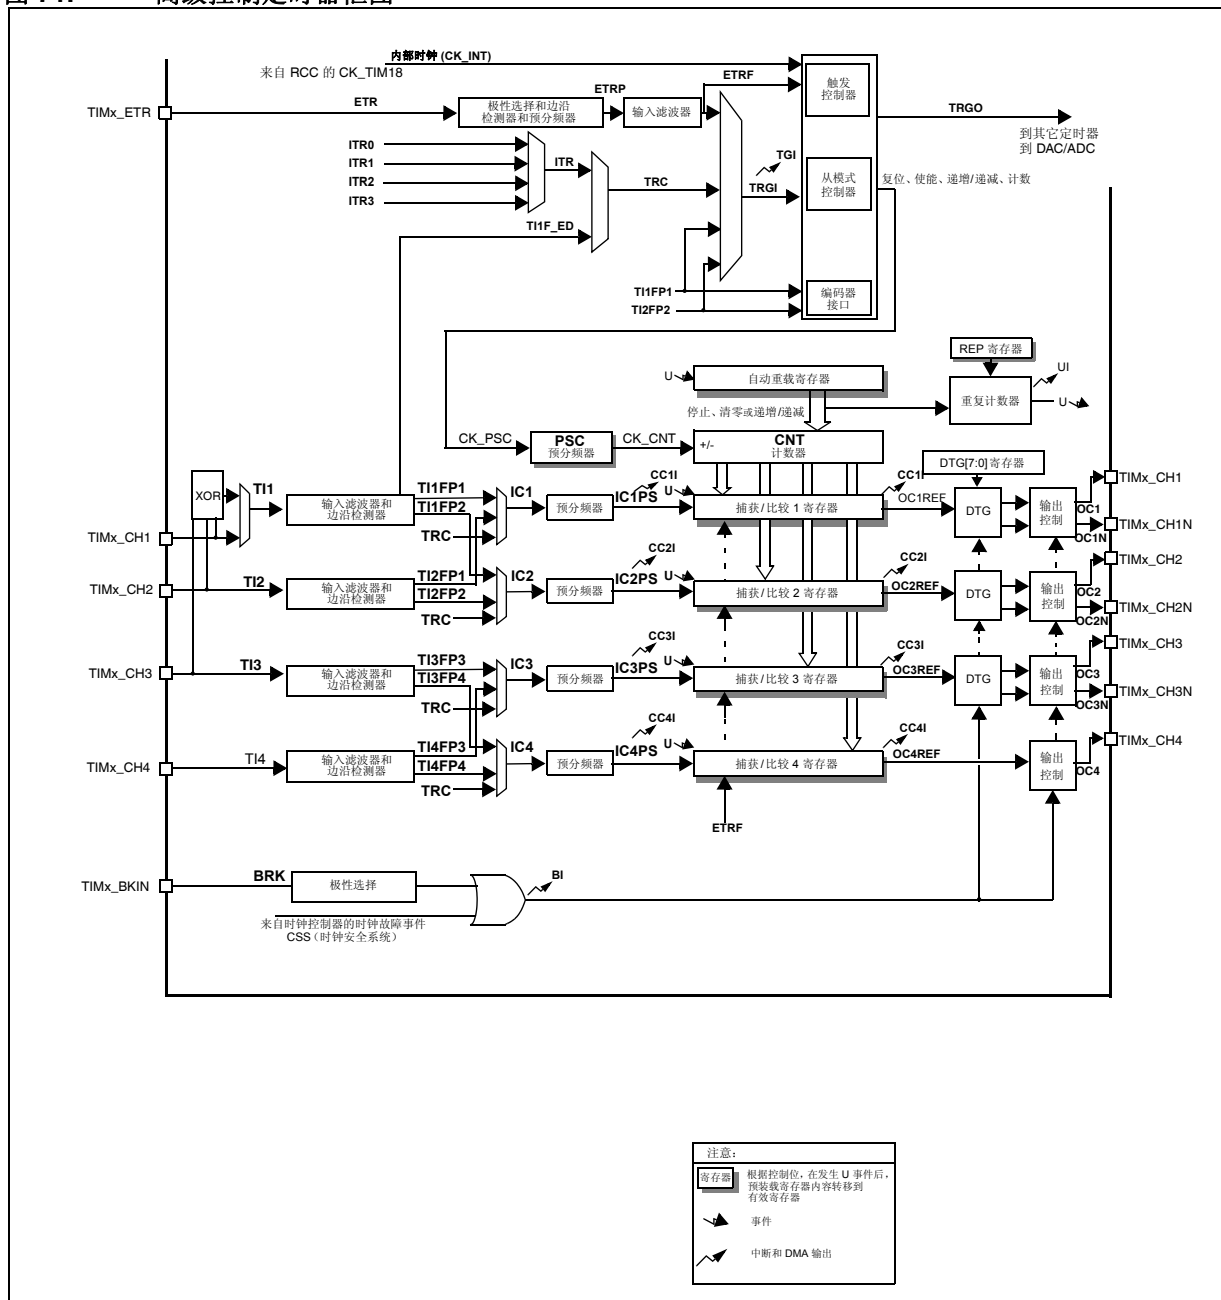 图 147. 高级控制定时器框图
内部时钟 (CK_INT)
来自 RCC 的 CK_TIM18
ETRF
触发
控制器
TIMx_ETR
ETR
极性选择和边沿
检测器和预分频器
ETRP
输入滤波器
TRGO
到其它定时器
到 DAC/ADC
ITR0
ITR1
ITR2
ITR3
ITR
TRC
TGI
TRGI
从模式
控制器
复位、使能、递增/递减、计数
TI1F_ED
TI1FP1
TI2FP2
编码器
接口
REP 寄存器
UI
U
自动重载寄存器
重复计数器
U
停止、清零或递增/递减
CK_PSC
PSC
预分频器
CK_CNT
+/-
CNT
计数器
DTG[7:0]寄存器
XOR
TI1
输入滤波器和
边沿检测器
TI1FP1
TI1FP2
TRC
IC1
预分频器
CC1I
IC1PS
U
捕获/比较 1 寄存器
CC1I
OC1REF
DTG
输出
控制
OC1
OC1N
TIMx_CH1
TIMx_CH1N
TIMx_CH1
TIMx_CH2
TI2
输入滤波器和
边沿检测器
TI2FP1
TI2FP2
TRC
IC2
预分频器
CC2I
IC2PS
U
捕获/比较 2 寄存器
CC2I
OC2REF
DTG
输出
控制
OC2
OC2N
TIMx_CH2
TIMx_CH2N
TIMx_CH3
TI3
输入滤波器和
边沿检测器
TI3FP3
TI3FP4
TRC
IC3
预分频器
CC3I
IC3PS
U
捕获/比较 3 寄存器
CC3I
OC3REF
DTG
输出
控制
OC3
OC3N
TIMx_CH3
TIMx_CH3N
TIMx_CH4
TI4
输入滤波器和
边沿检测器
TI4FP3
TI4FP4
TRC
IC4
预分频器
CC4I
IC4PS
U
捕获/比较 4 寄存器
CC4I
OC4REF
输出
控制
OC4
TIMx_CH4
ETRF
TIMx_BKIN
BRK
极性选择
BI
来自时钟控制器的时钟故障事件
CSS（时钟安全系统）
注意：
寄存器
根据控制位，在发生 U 事件后，
预装载寄存器内容转移到
有效寄存器
事件
中断和 DMA 输出